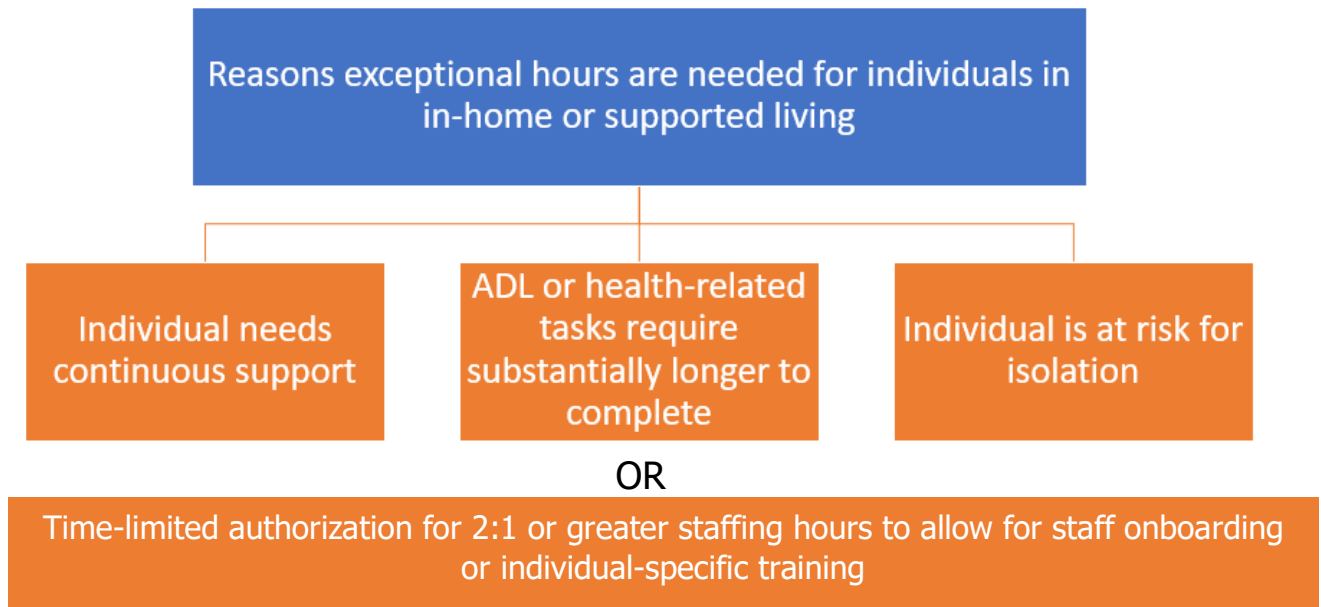 Reasons exceptional hours are needed for individuals in
in-home or supported living
Individual needs
continuous support
ADL or health-related
tasks require
substantially longer to
complete
Individual is at risk for
isolation
OR
Time-limited authorization for 2:1 or greater staffing hours to allow for staff onboarding
or individual-specific training